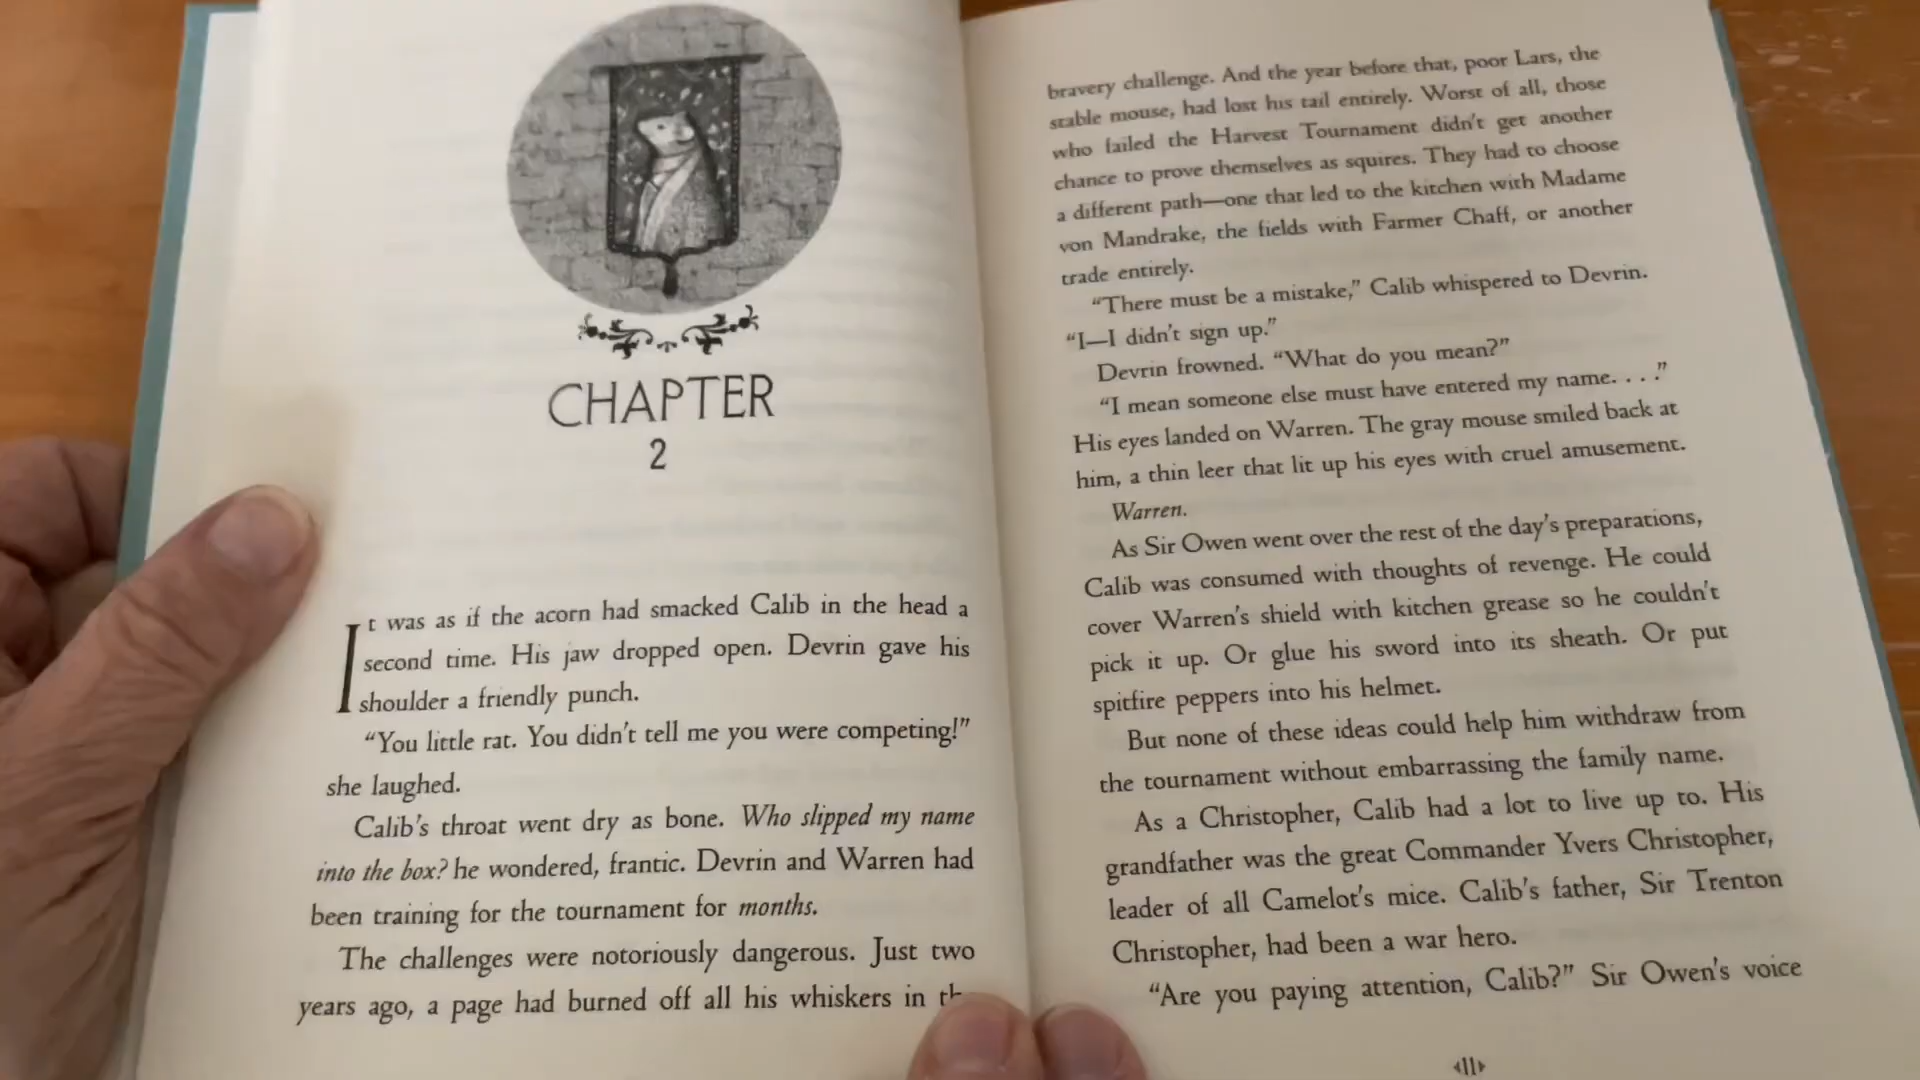 CHAPTER
2
It was as if the acorn had smacked Calib in the head a
second time. His jaw dropped open. Devrin gave his
shoulder a friendly punch.
“You little rat. You didn’t tell me you were competing!”
she laughed.
Calib’s throat went dry as bone. Who slipped my name
into the box? he wondered, frantic. Devrin and Warren had
been training for the tournament for months.
The challenges were notoriously dangerous. Just two
years ago, a page had burned off all his whiskers in
bravery challenge. And the year before that, poor Lars, the
stable mouse, had lost his tail entirely. Worst of all, those
who failed the Harvest Tournament didn’t get another
chance to prove themselves as squires. They had to choose
a different path—one that led to the kitchen with Madame
von Mandrake, the fields with Farmer Chaff, or another
trade entirely.
“There must be a mistake,” Calib whispered to Devrin.
“I—I didn’t sign up.”
Devrin frowned. “What do you mean?”
“I mean someone else must have entered my name. . . .”
His eyes landed on Warren. The gray mouse smiled back at
him, a thin leer that lit up his eyes with cruel amusement.
Warren.
As Sir Owen went over the rest of the day’s preparations,
Calib was consumed with thoughts of revenge. He could
cover Warren’s shield with kitchen grease so he couldn’t
pick it up. Or glue his sword into its sheath. Or put
spitfire peppers into his helmet.
But none of these ideas could help him withdraw from
the tournament without embarrassing the family name.
As a Christopher, Calib had a lot to live up to. His
grandfather was the great Commander Yvers Christopher,
leader of all Camelot’s mice. Calib’s father, Sir Trenton
Christopher, had been a war hero.
“Are you paying attention, Calib?” Sir Owen’s voice
11